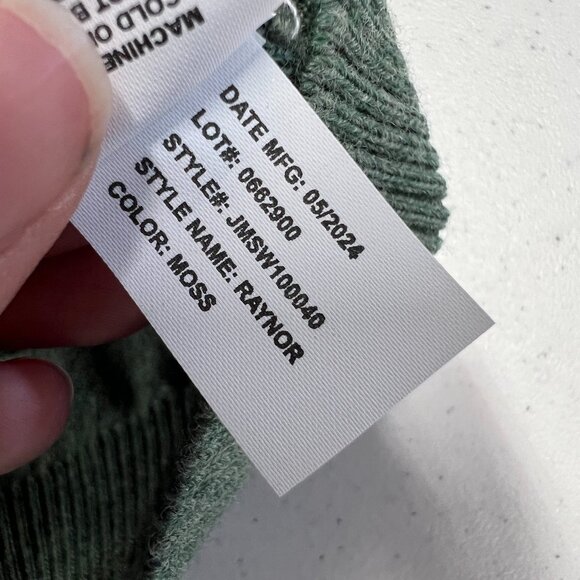 MACHINE
COLD O
DATE MFG: 05/2024
LOT#: 0662900
STYLE#: JMSW100040
STYLE NAME: RAYNOR
COLOR: MOSS